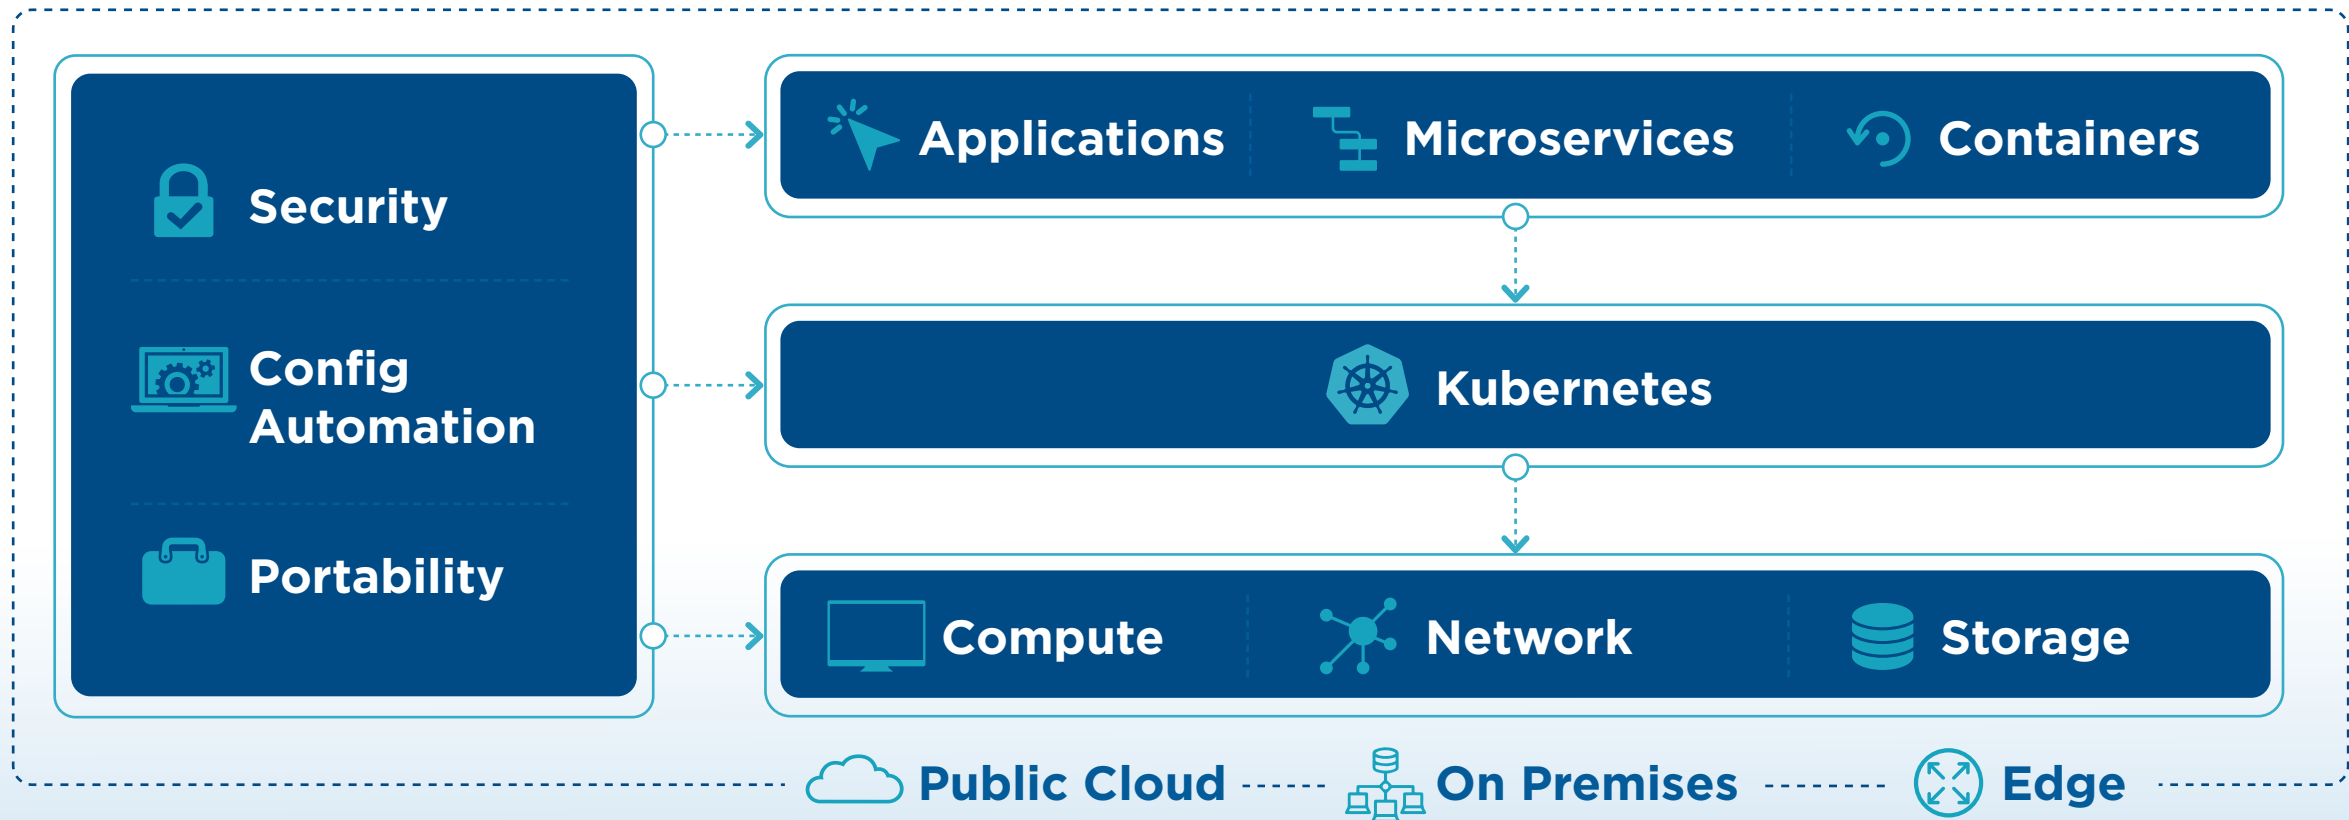 Security
Config
Automation
Portability
Applications
Microservices
Containers
Kubernetes
Compute
Network
Storage
Public Cloud
On Premises
Edge